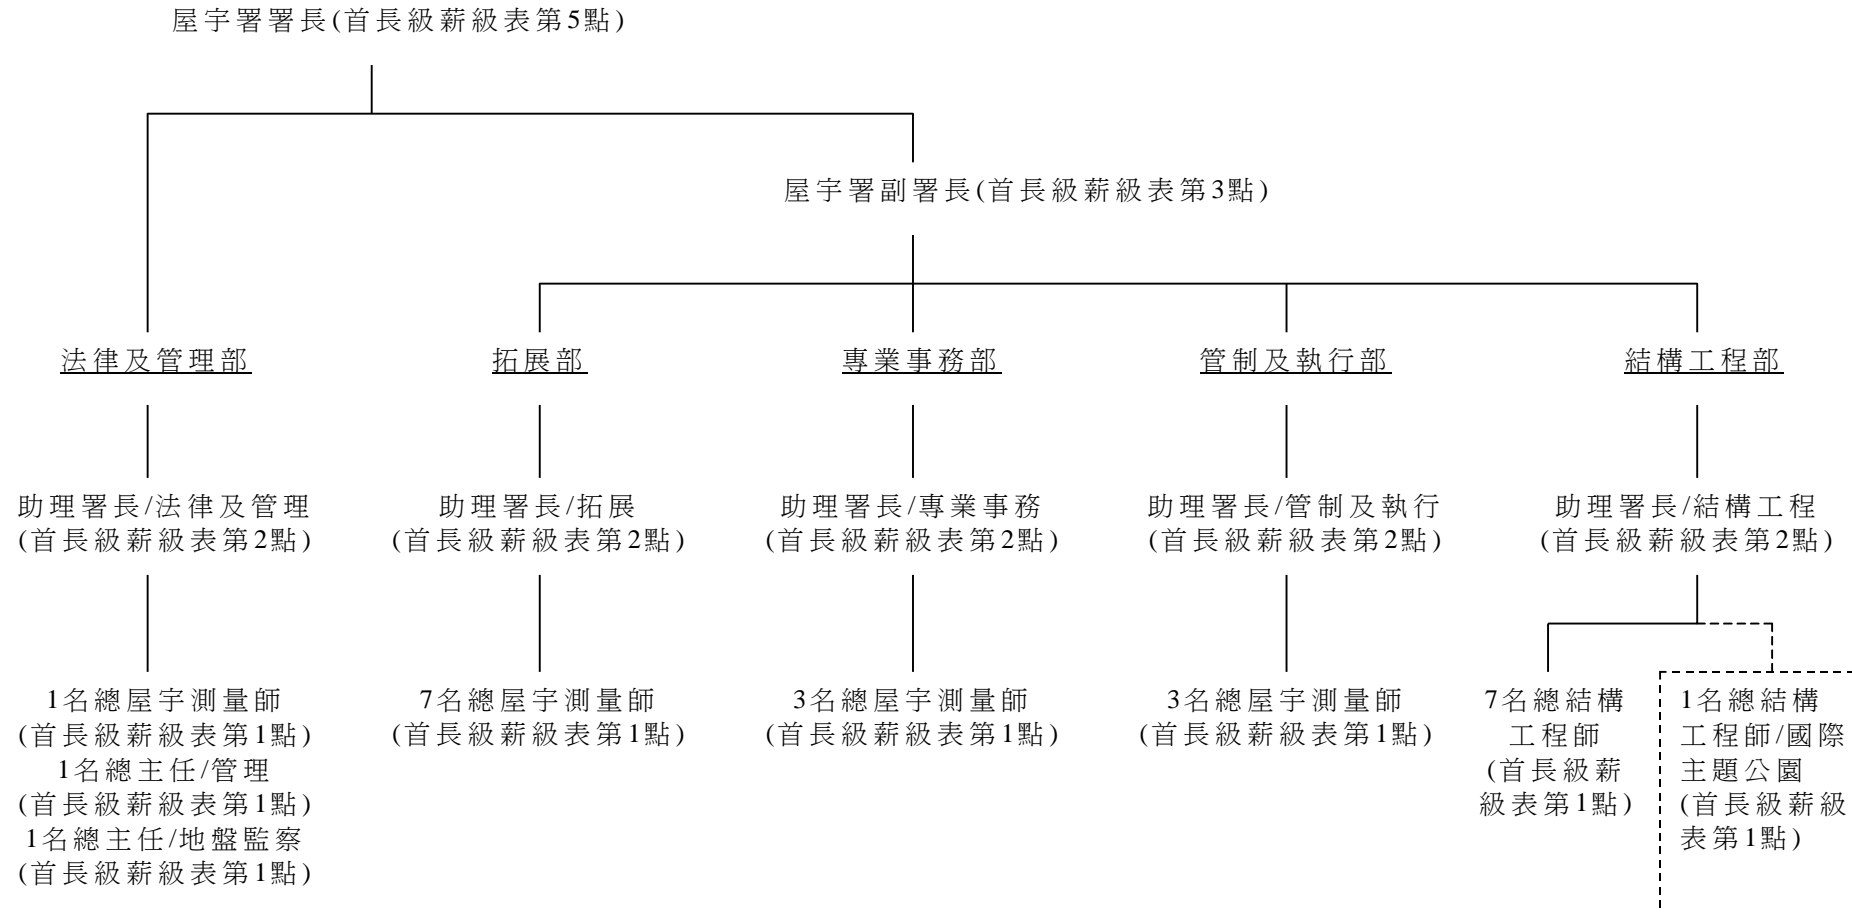 屋宇署署長(首長級薪級表第5點)
屋宇署副署長(首長級薪級表第3點)
法律及管理部
拓展部
專業事務部
管制及執行部
結構工程部
助理署長/法律及管理
(首長級薪級表第2點)
助理署長/拓展
(首長級薪級表第2點)
助理署長/專業事務
(首長級薪級表第2點)
助理署長/管制及執行
(首長級薪級表第2點)
助理署長/結構工程
(首長級薪級表第2點)
1名總屋宇測量師
(首長級薪級表第1點)
1名總主任/管理
(首長級薪級表第1點)
1名總主任/地盤監察
(首長級薪級表第1點)
7名總屋宇測量師
(首長級薪級表第1點)
3名總屋宇測量師
(首長級薪級表第1點)
3名總屋宇測量師
(首長級薪級表第1點)
7名總結構
工程師
(首長級薪
級表第1點)
1名總結構
工程師/國際
主題公園
(首長級薪級
表第1點)